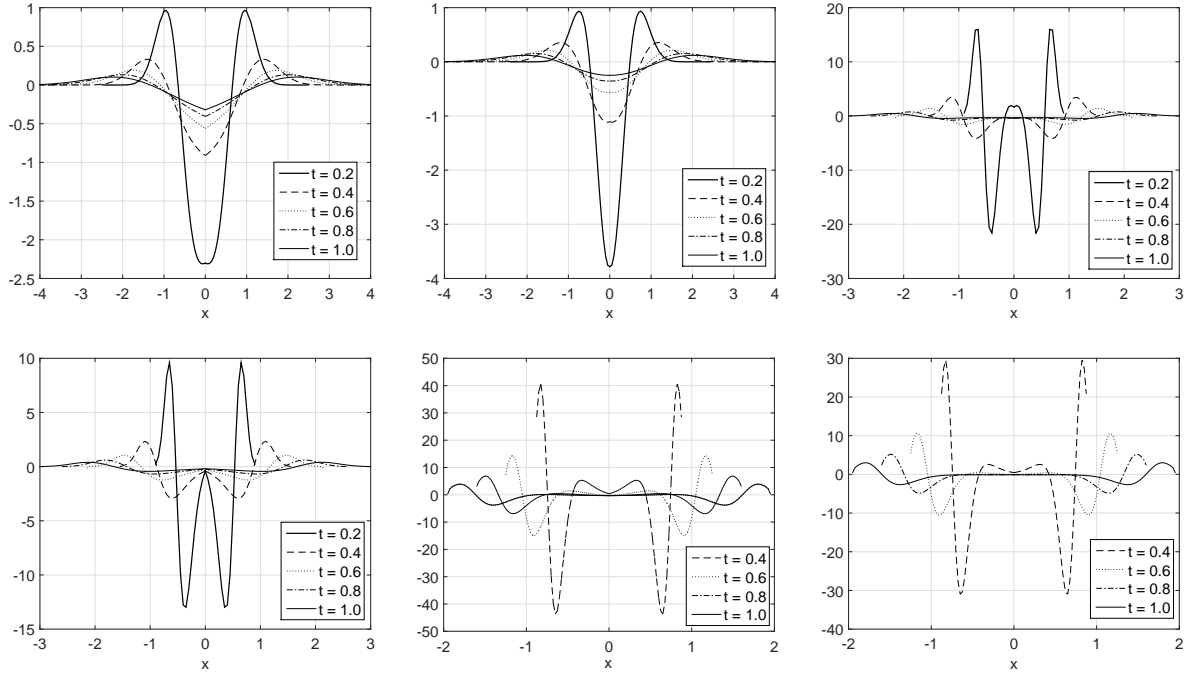 1
0.5
0
-0.5
-1
-1.5
-2
-2.5
-4 -3 -2 -1 0 1 2 3 4
x
t = 0.2
t = 0.4
t = 0.6
t = 0.8
t = 1.0
1
0
-1
-2
-3
-4
-4 -3 -2 -1 0 1 2 3 4
x
t = 0.2
t = 0.4
t = 0.6
t = 0.8
t = 1.0
20
10
0
-10
-20
-30
-3 -2 -1 0 1 2 3
x
t = 0.2
t = 0.4
t = 0.6
t = 0.8
t = 1.0
10
5
0
-5
-10
-15
-3 -2 -1 0 1 2 3
x
t = 0.2
t = 0.4
t = 0.6
t = 0.8
t = 1.0
50
40
30
20
10
0
-10
-20
-30
-40
-50
-2 -1 0 1 2
x
t = 0.4
t = 0.6
t = 0.8
t = 1.0
30
20
10
0
-10
-20
-30
-40
-2 -1 0 1 2
x
t = 0.4
t = 0.6
t = 0.8
t = 1.0